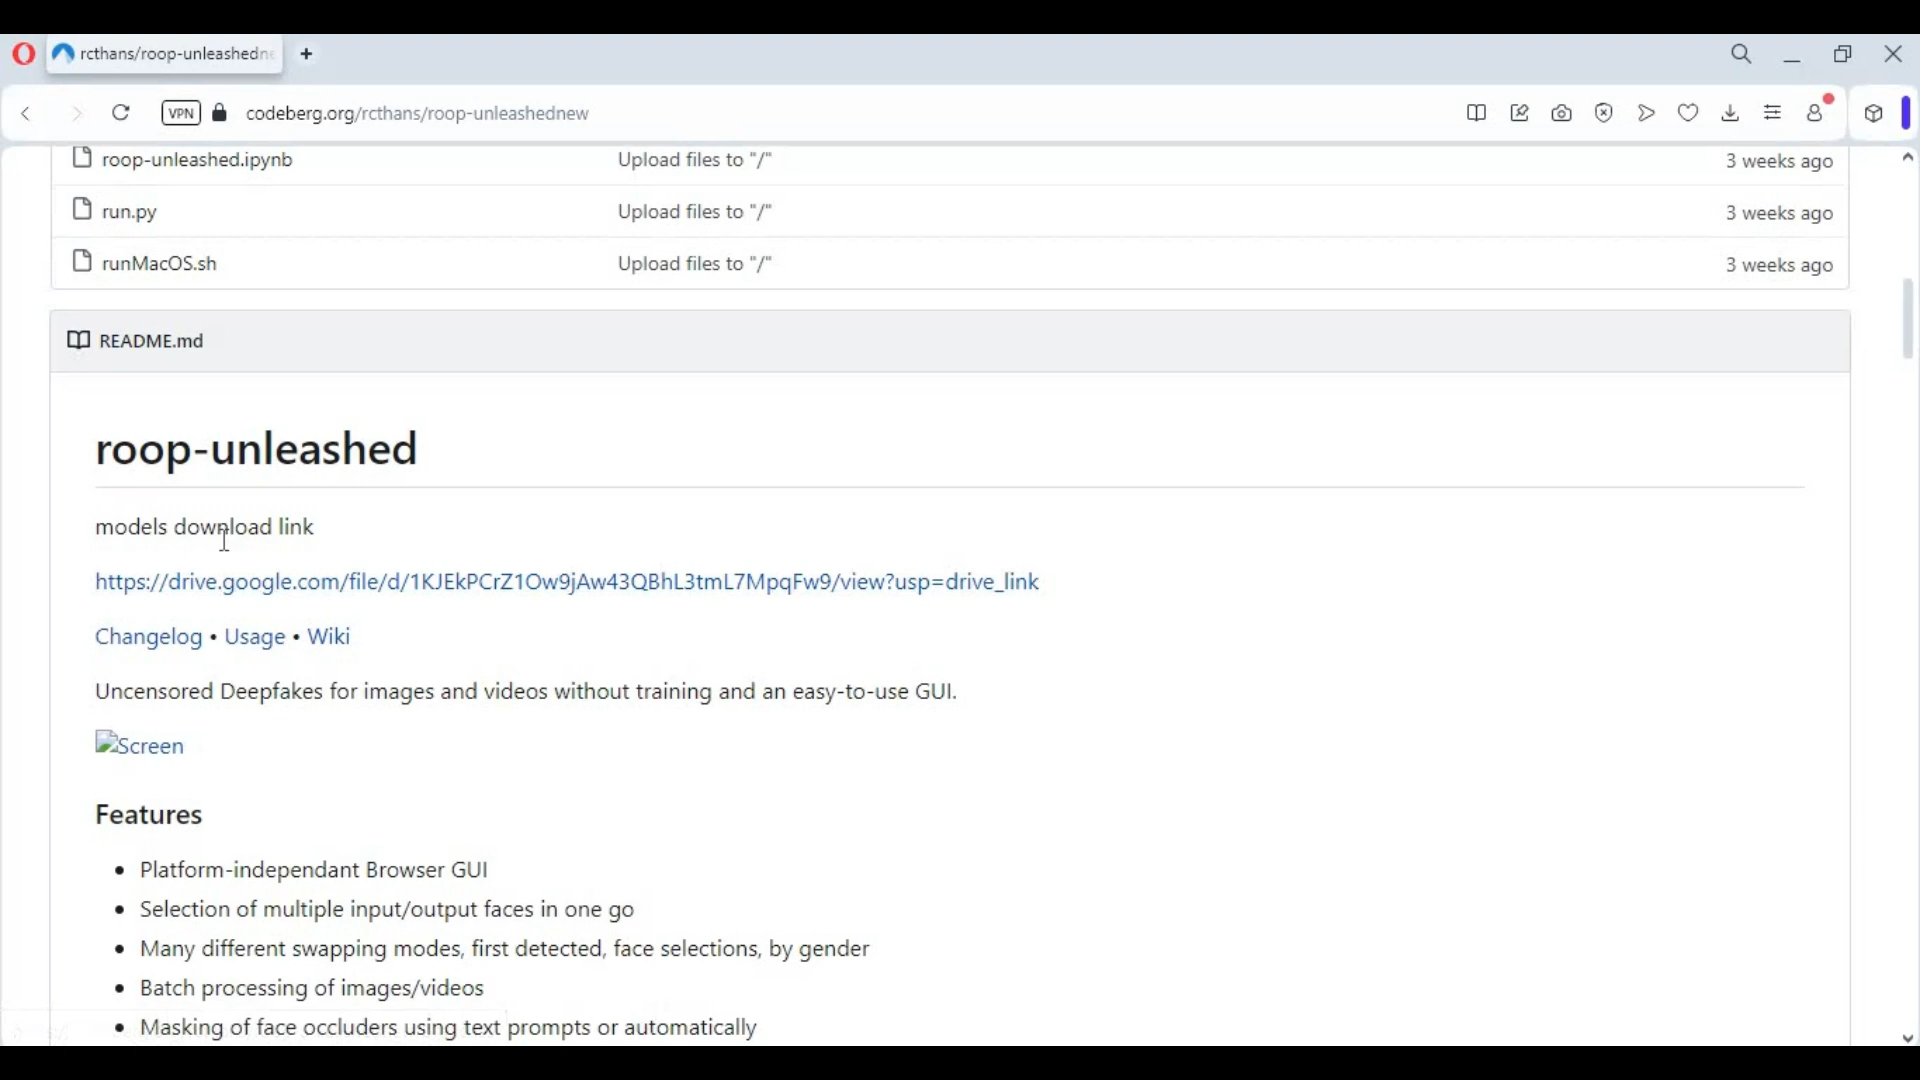 rcthans/roop-unleashedne
VPN
codeberg.org/rcthans/roop-unleashednew
roop-unleashed.ipynb Upload files to "/" 3 weeks ago
run.py Upload files to "/" 3 weeks ago
runMacOS.sh Upload files to "/" 3 weeks ago
README.md
roop-unleashed
models download link
https://drive.google.com/file/d/1KJEkPCrZ1Ow9jAw43QBhL3tmL7MpqFw9/view?usp=drive_link
Changelog • Usage • Wiki
Uncensored Deepfakes for images and videos without training and an easy-to-use GUI.
Screen
Features
• Platform-independant Browser GUI
• Selection of multiple input/output faces in one go
• Many different swapping modes, first detected, face selections, by gender
• Batch processing of images/videos
• Masking of face occluders using text prompts or automatically